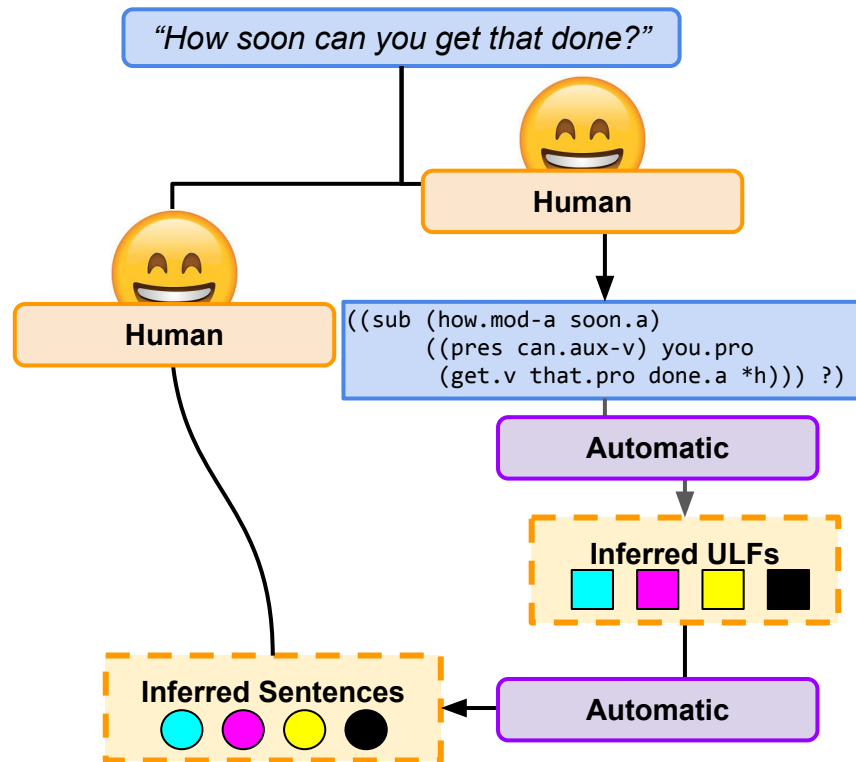 “How soon can you get that done?”
Human
Human
((sub (how.mod-a soon.a)
((pres can.aux-v) you.pro
(get.v that.pro done.a *h))) ?)
Automatic
Inferred ULFs
Inferred Sentences
Automatic